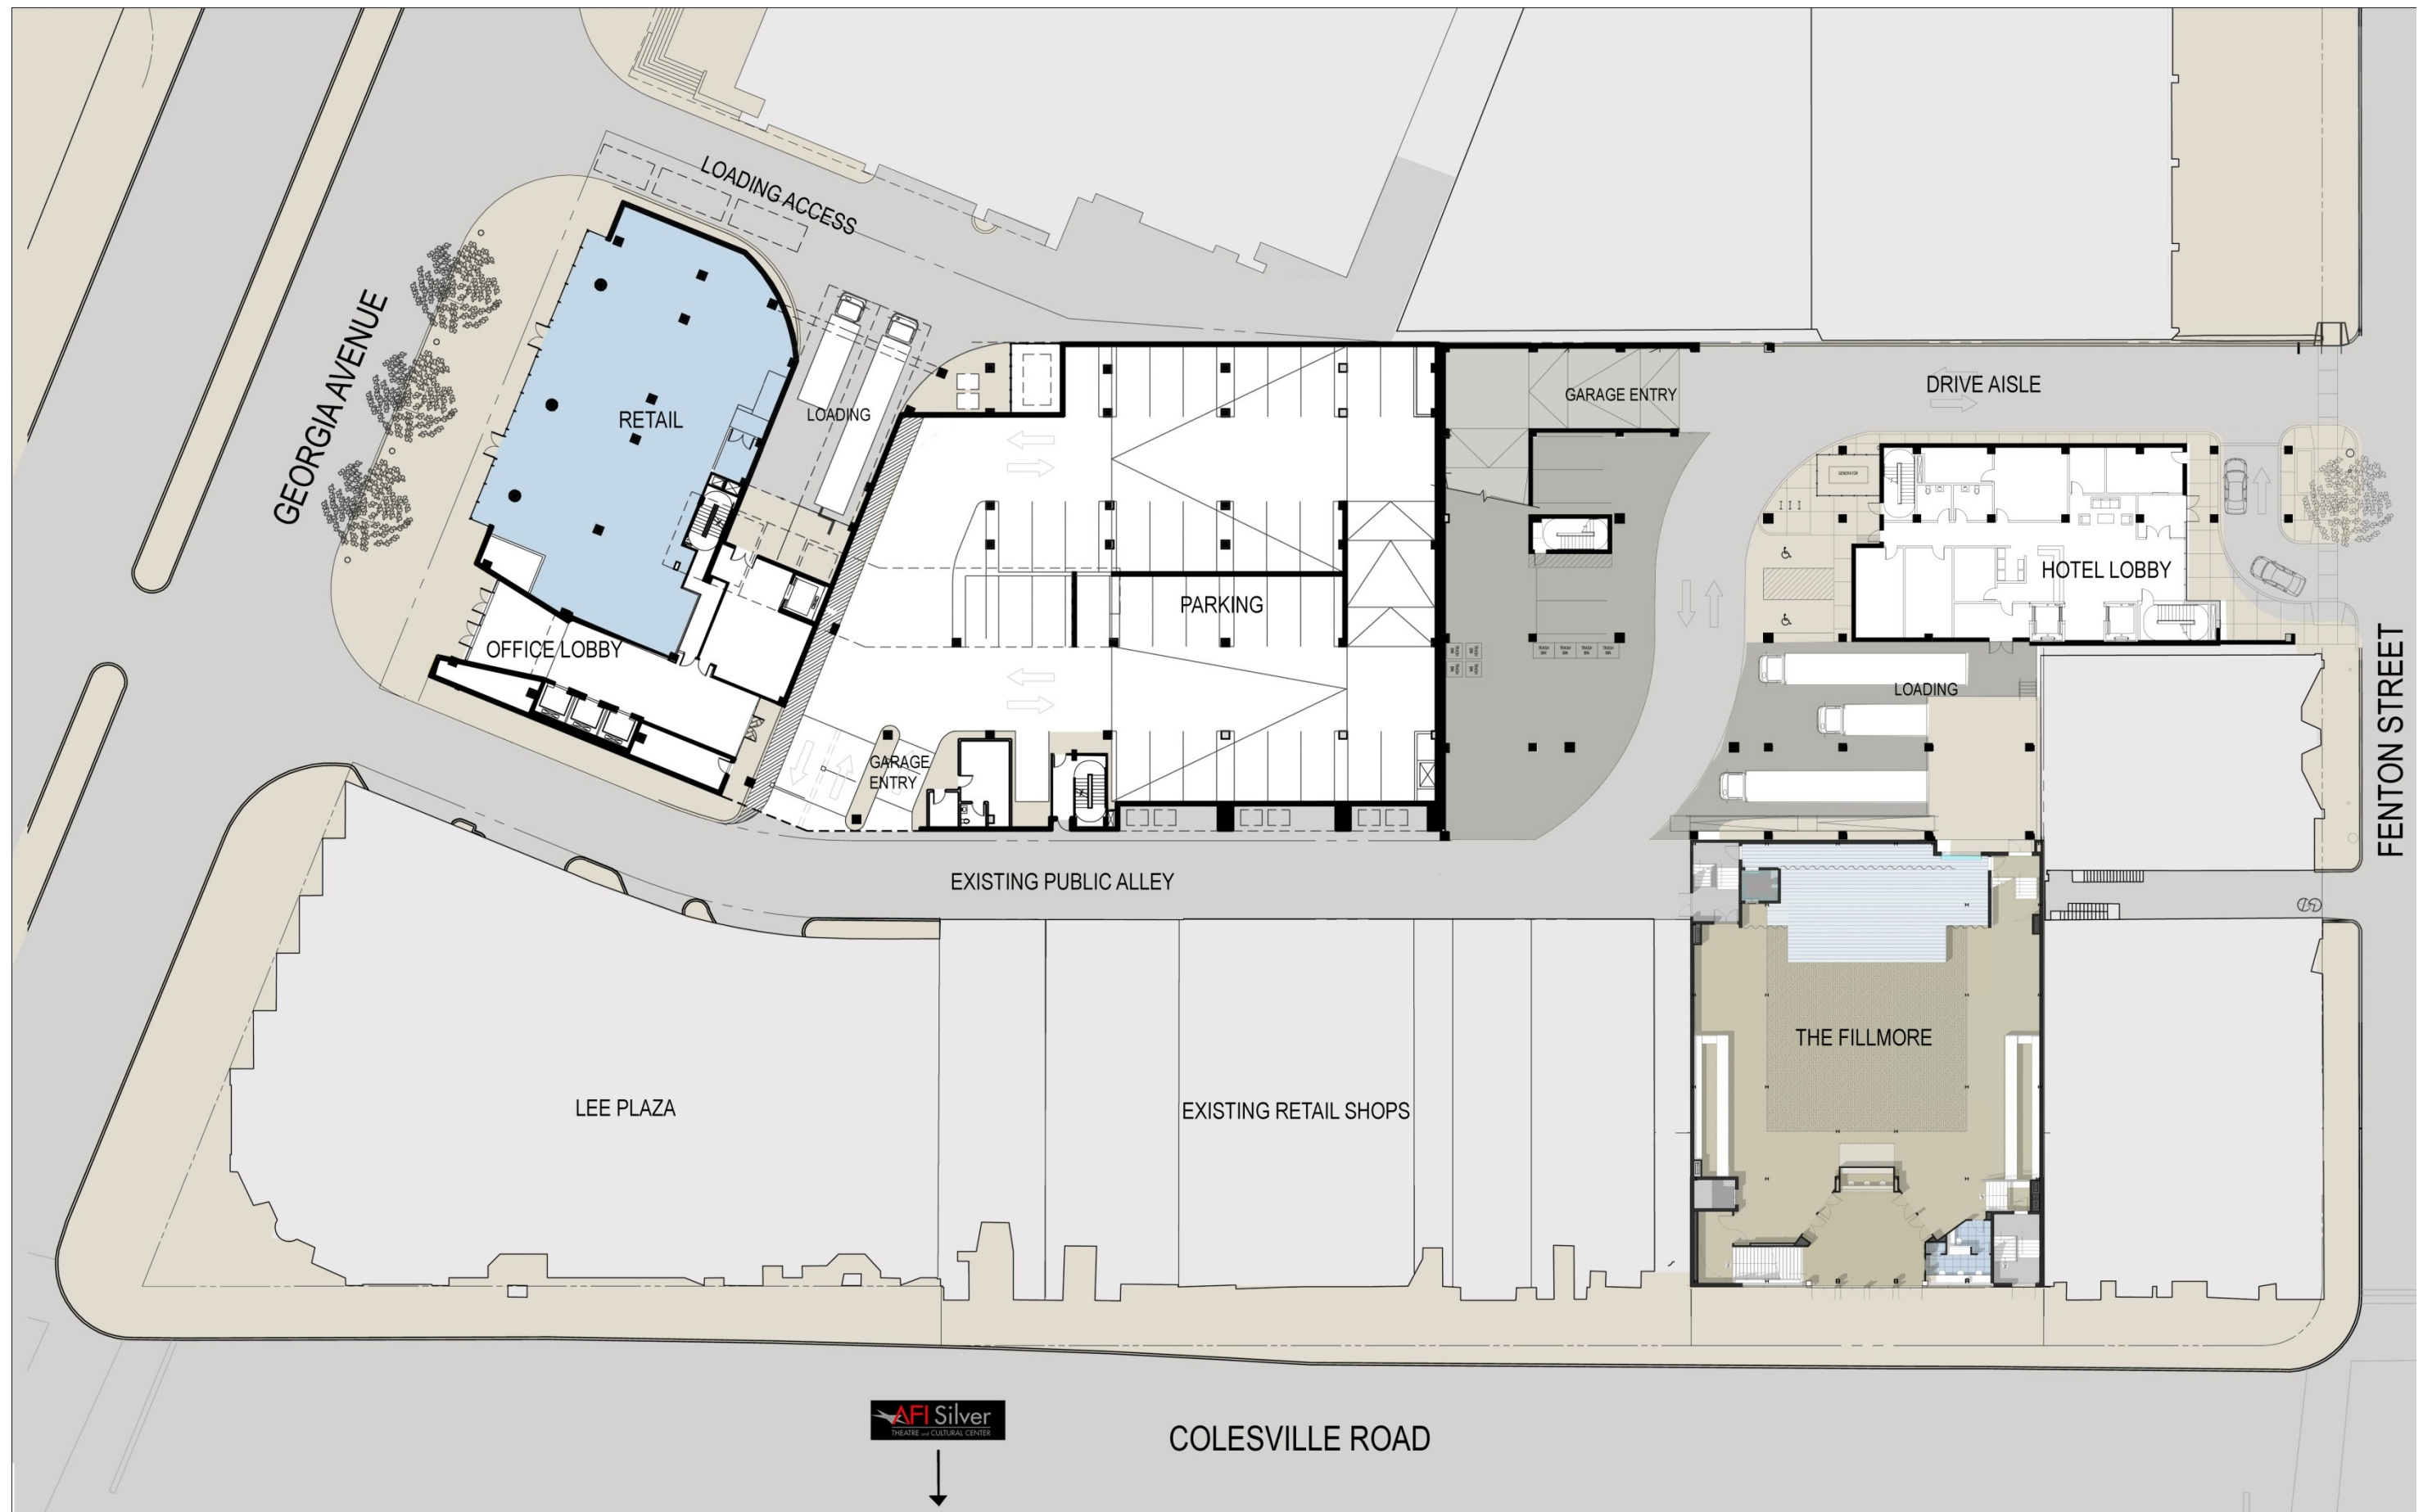 LOADING ACCESS
GEORGIA AVENUE
RETAIL
LOADING
GARAGE ENTRY
DRIVE AISLE
GENERATOR
HOTEL LOBBY
PARKING
OFFICE LOBBY
LOADING
GARAGE
ENTRY
FENTON STREET
EXISTING PUBLIC ALLEY
THE FILLMORE
LEE PLAZA
EXISTING RETAIL SHOPS
AFI Silver
THEATRE and CULTURAL CENTER
COLESVILLE ROAD